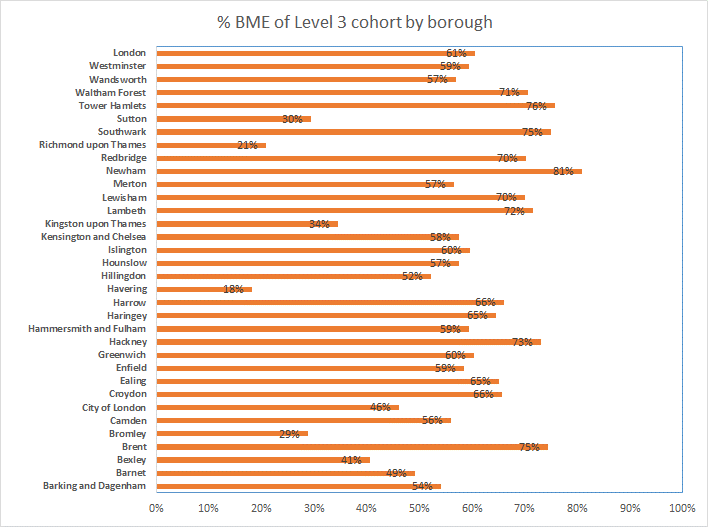 % BME of Level 3 cohort by borough
London 61%
Westminster 59%
Wandsworth 57%
Waltham Forest 71%
Tower Hamlets 76%
Sutton 30%
Southwark 75%
Richmond upon Thames 21%
Redbridge 70%
Newham 81%
Merton 57%
Lewisham 70%
Lambeth 72%
Kingston upon Thames 34%
Kensington and Chelsea 58%
Islington 60%
Hounslow 57%
Hillingdon 52%
Havering 18%
Harrow 66%
Haringey 65%
Hammersmith and Fulham 59%
Hackney 73%
Greenwich 60%
Enfield 59%
Ealing 65%
Croydon 66%
City of London 46%
Camden 56%
Bromley 29%
Brent 75%
Bexley 41%
Barnet 49%
Barking and Dagenham 54%
0% 10% 20% 30% 40% 50% 60% 70% 80% 90% 100%